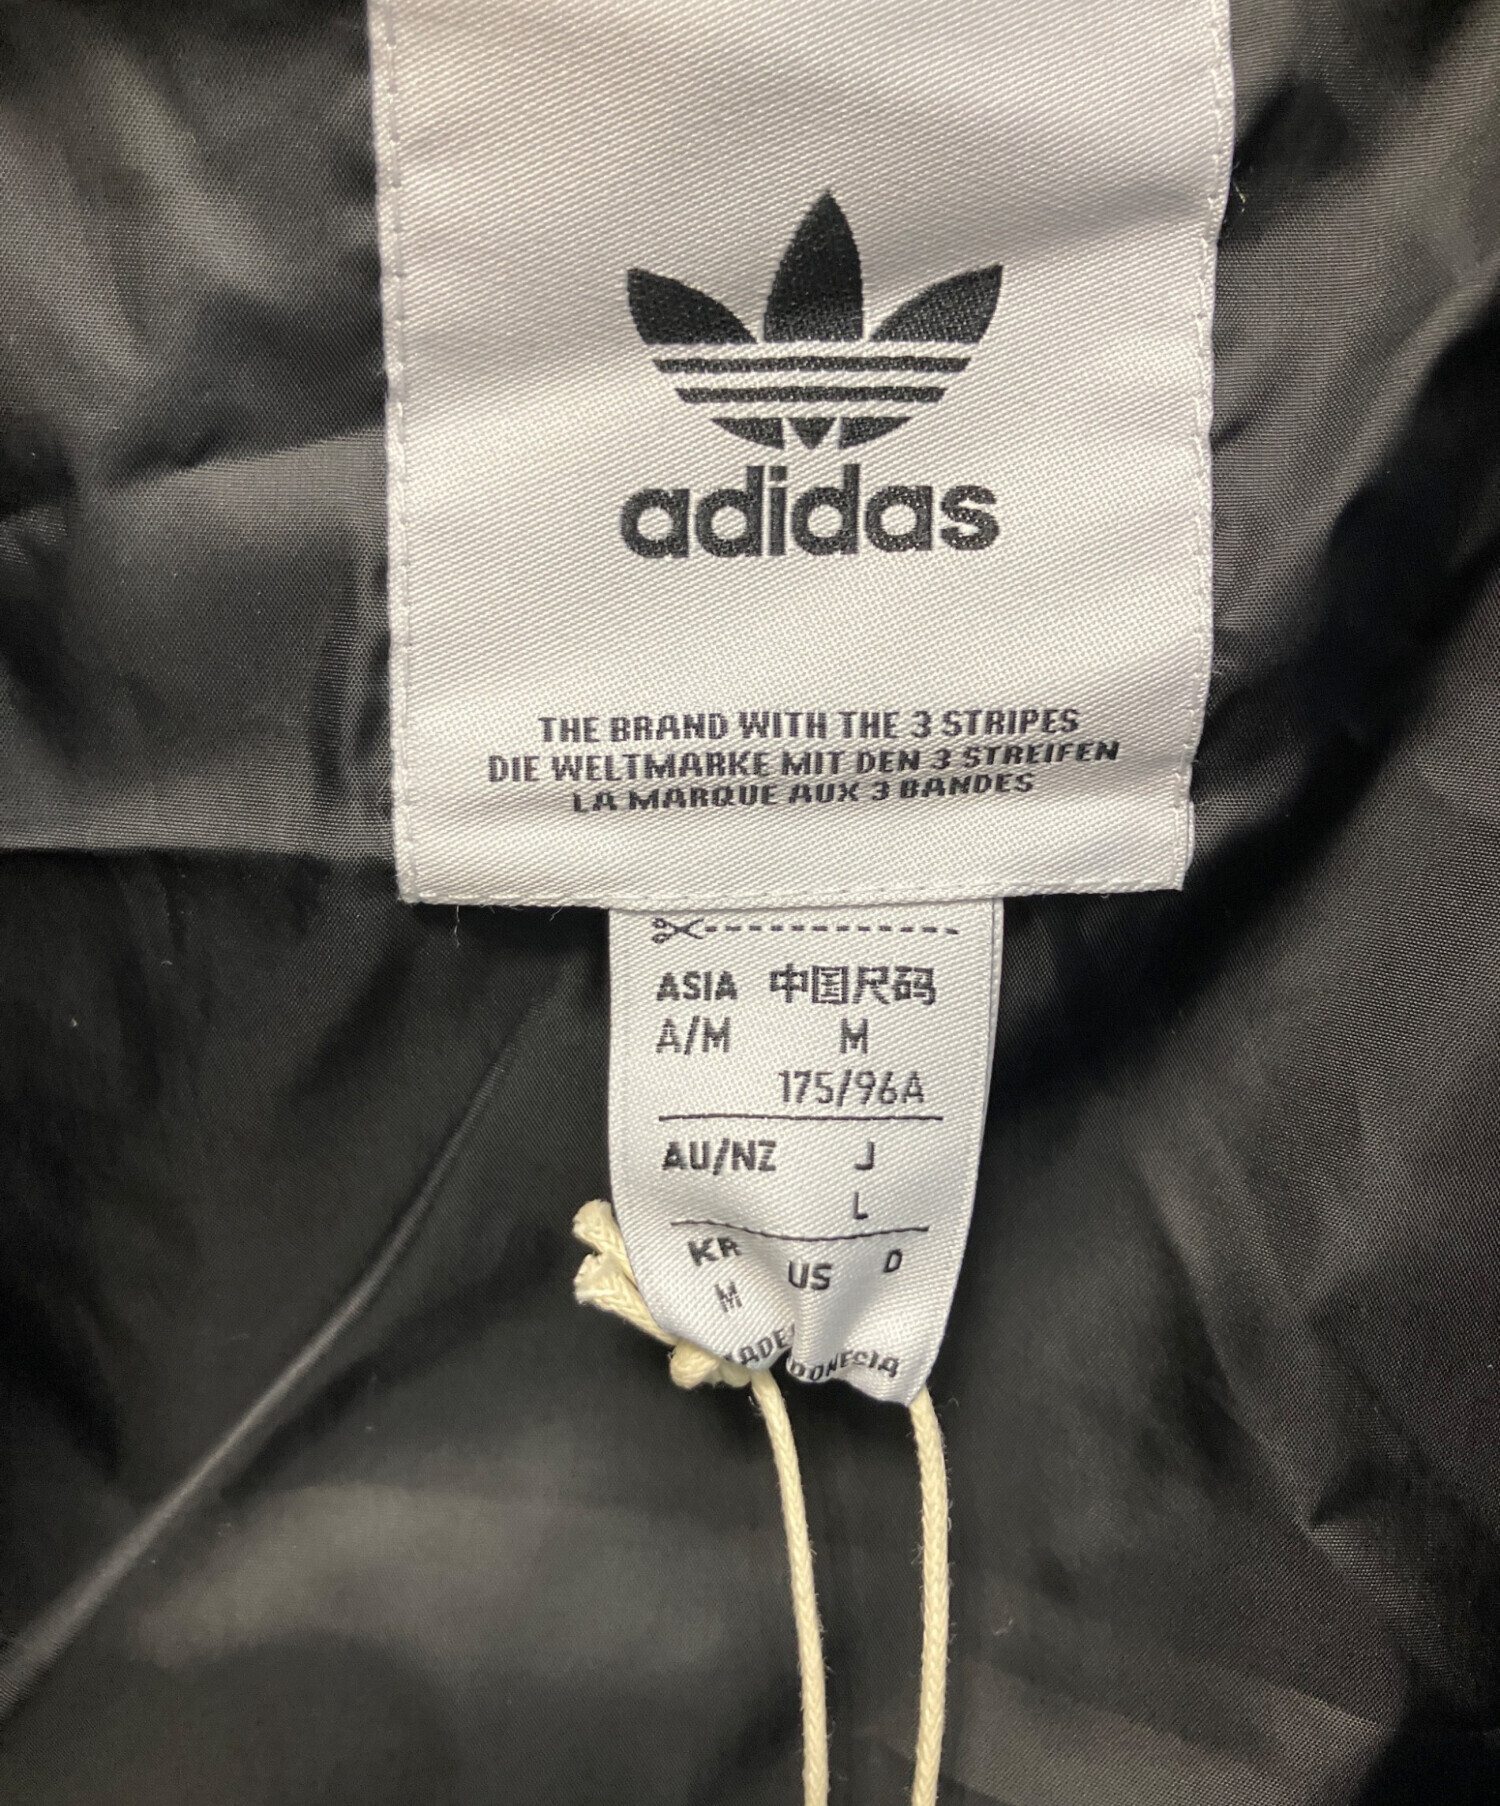 adidas
THE BRAND WITH THE 3 STRIPES
DIE WELTMARKE MIT DEN 3 STREIFEN
LA MARQUE AUX 3 BANDES
ASIA 中国尺码
A/M M
175/96A
AU/NZ J
L
KR US D
M